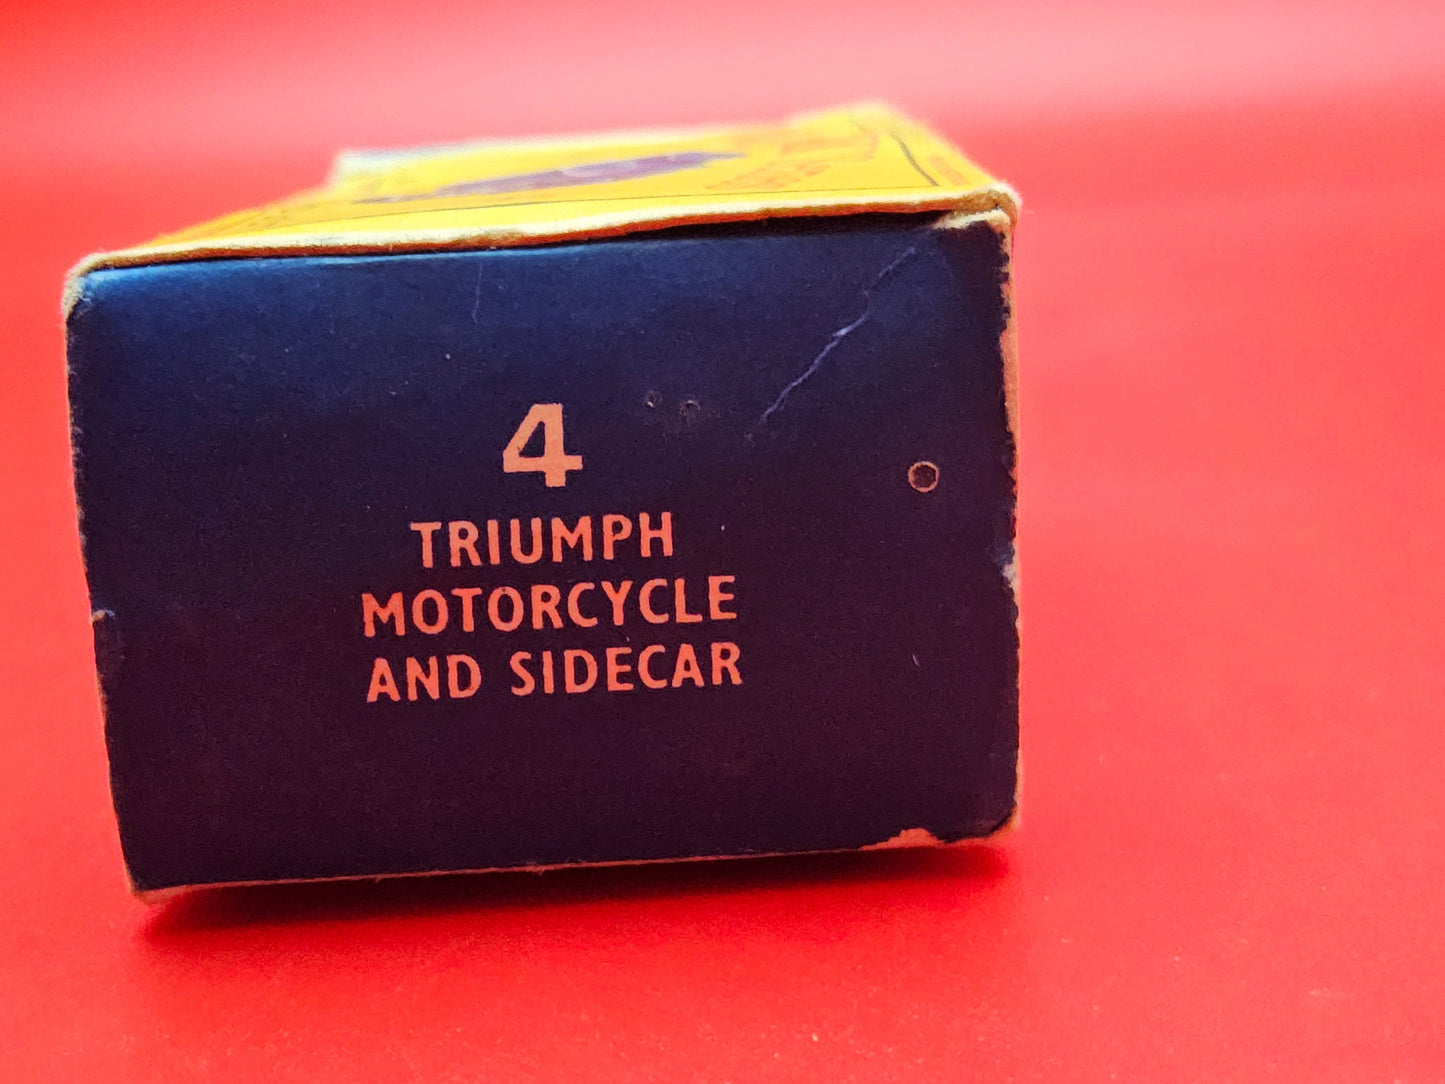 4
TRIUMPH
MOTORCYCLE
AND SIDECAR